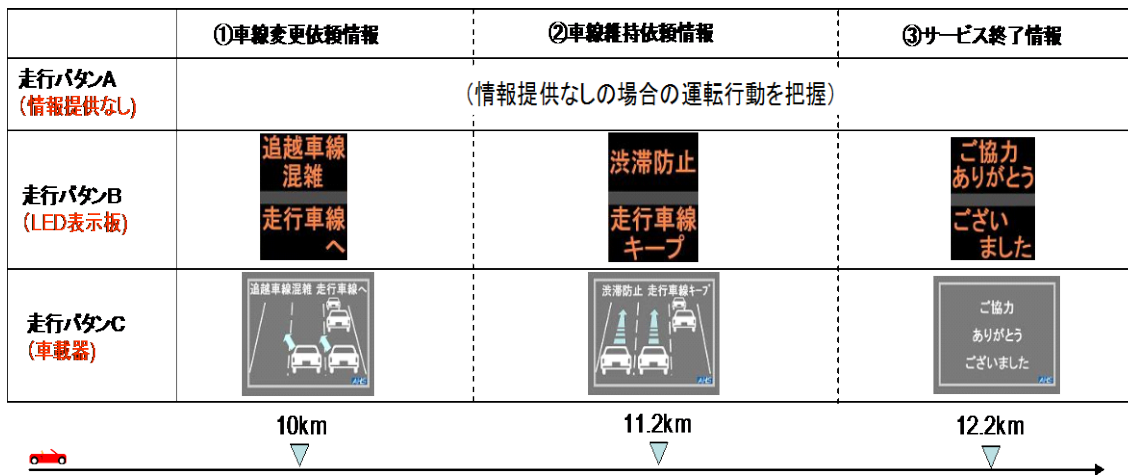 ①車線変更依頼情報
②車線維持依頼情報
③サービス終了情報
走行パタンA
(情報提供なし)
(情報提供なしの場合の運転行動を把握)
走行パタンB
(LED表示板)
追越車線
混雑
走行車線
へ
渋滞防止
走行車線
キープ
ご協力
ありがとう
ござい
ました
走行パタンC
(車載器)
追越車線混雑 走行車線へ
渋滞防止 走行車線キープ
ご協力
ありがとう
ございました
10km
11.2km
12.2km